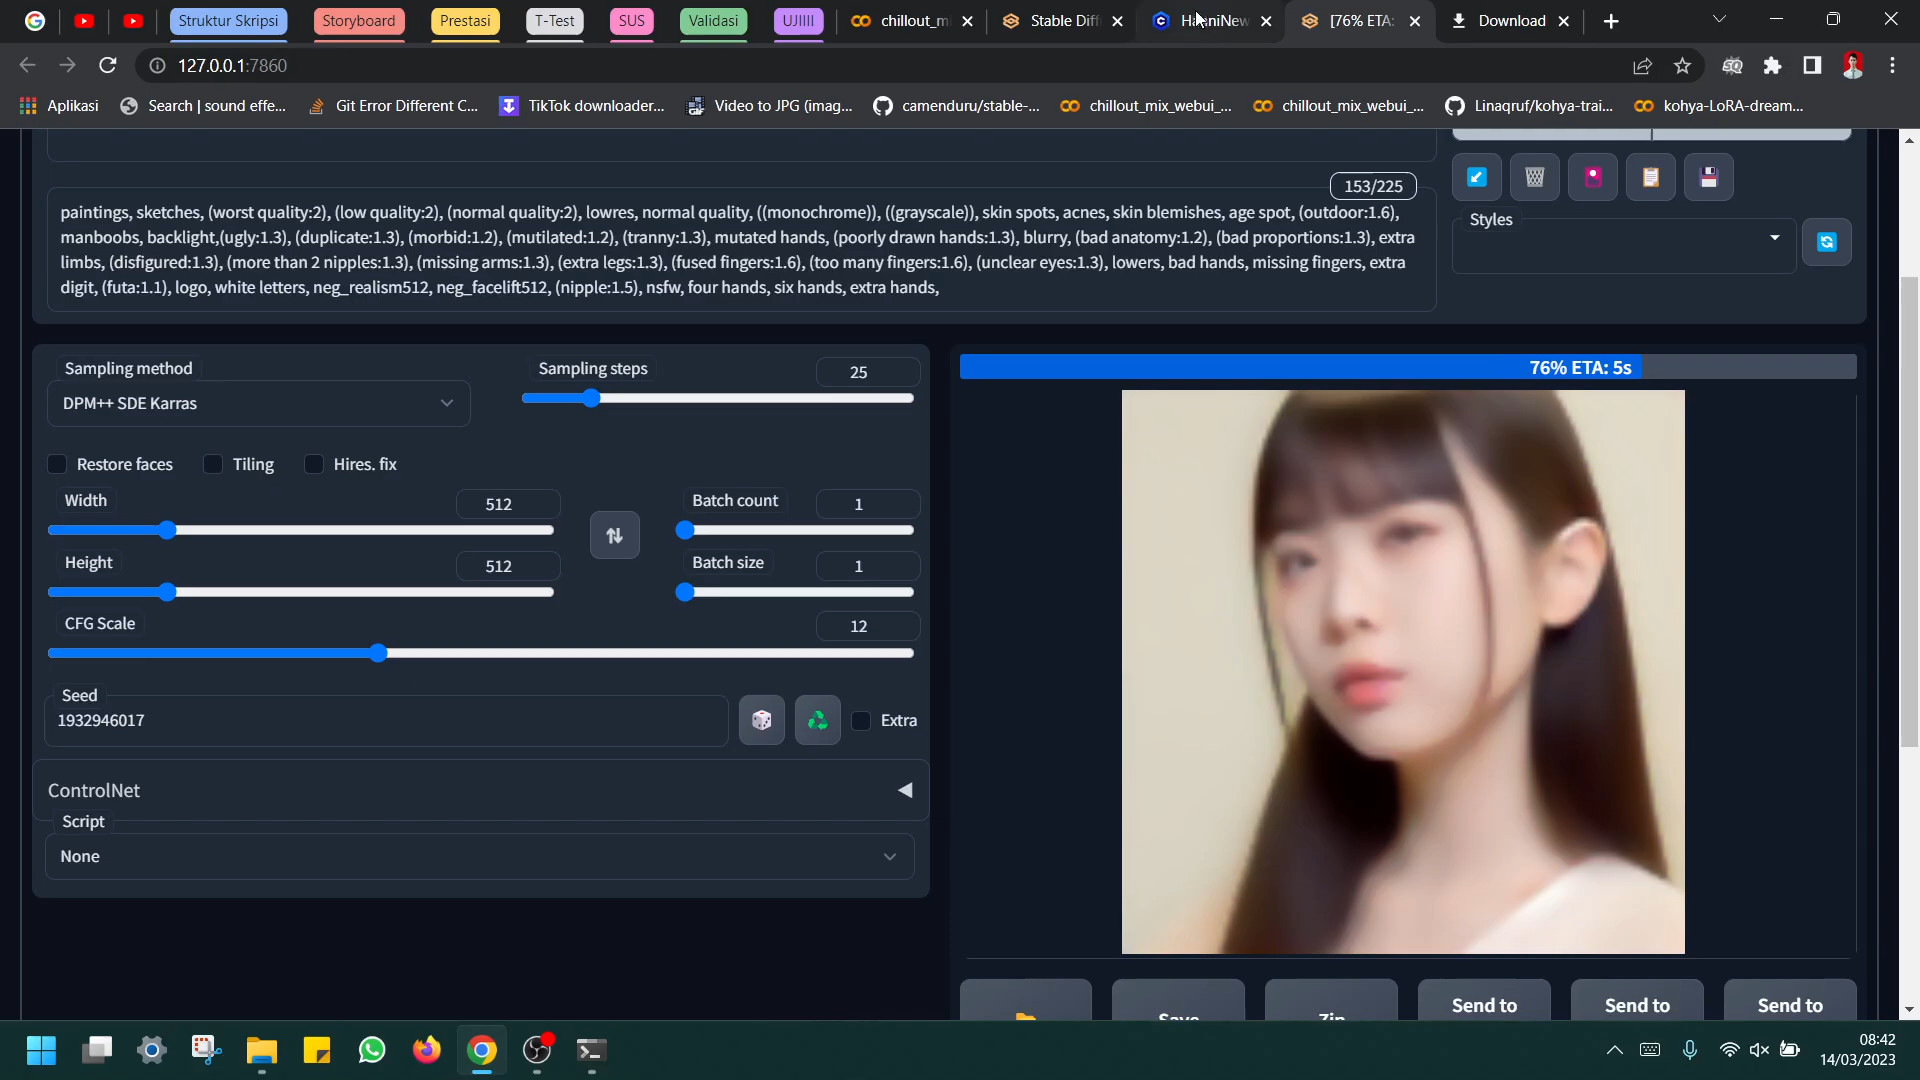 Struktur Skripsi
Storyboard
Prestasi
T-Test
SUS
Validasi
UJIIII
chillout_m
Stable Diff
[76% ETA:
Download
127.0.0.1:7860
Aplikasi
Search | sound effe...
Git Error Different C...
TikTok downloader...
Video to JPG (imag...
camenduru/stable-...
chillout_mix_webui_...
chillout_mix_webui_...
Linaqruf/kohya-trai...
kohya-LoRA-dream...
153/225
paintings, sketches, (worst quality:2), (low quality:2), (normal quality:2), lowres, normal quality, ((monochrome)), ((grayscale)), skin spots, acnes, skin blemishes, age spot, (outdoor:1.6),
manboobs, backlight,(ugly:1.3), (duplicate:1.3), (morbid:1.2), (mutilated:1.2), (tranny:1.3), mutated hands, (poorly drawn hands:1.3), blurry, (bad anatomy:1.2), (bad proportions:1.3), extra
limbs, (disfigured:1.3), (more than 2 nipples:1.3), (missing arms:1.3), (extra legs:1.3), (fused fingers:1.6), (too many fingers:1.6), (unclear eyes:1.3), lowers, bad hands, missing fingers, extra
digit, (futa:1.1), logo, white letters, neg_realism512, neg_facelift512, (nipple:1.5), nsfw, four hands, six hands, extra hands,
Styles
Sampling method
DPM++ SDE Karras
Sampling steps
25
76% ETA: 5s
Restore faces
Tiling
Hires. fix
Width
512
Batch count
1
Height
512
Batch size
1
CFG Scale
12
Seed
1932946017
Extra
ControlNet
Script
None
Save
Zip
Send to
Send to
Send to
08:42
14/03/2023